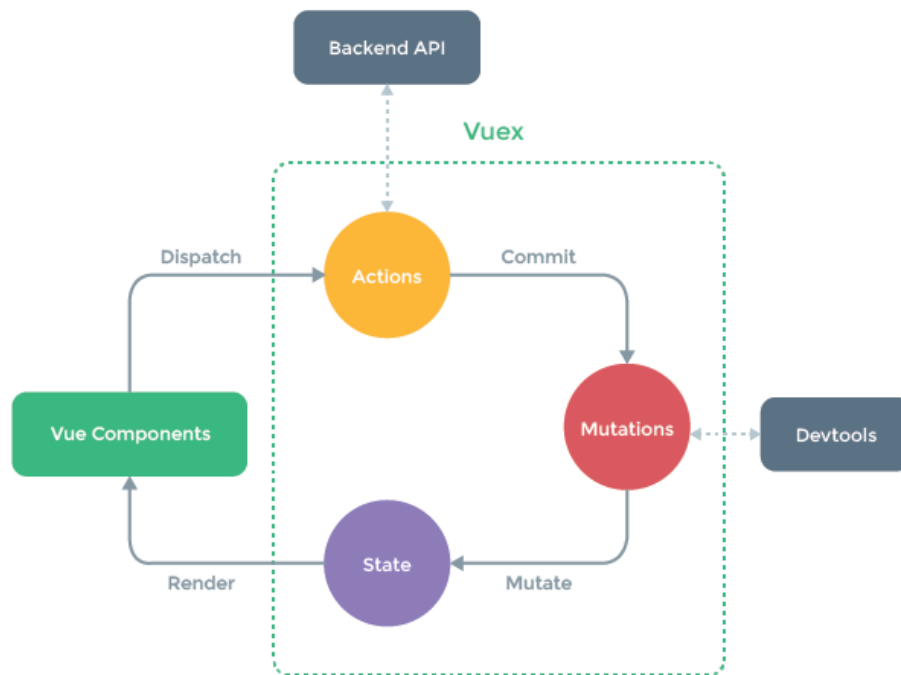 Backend API
Vuex
Dispatch
Actions
Commit
Vue Components
Mutations
Devtools
State
Render
Mutate